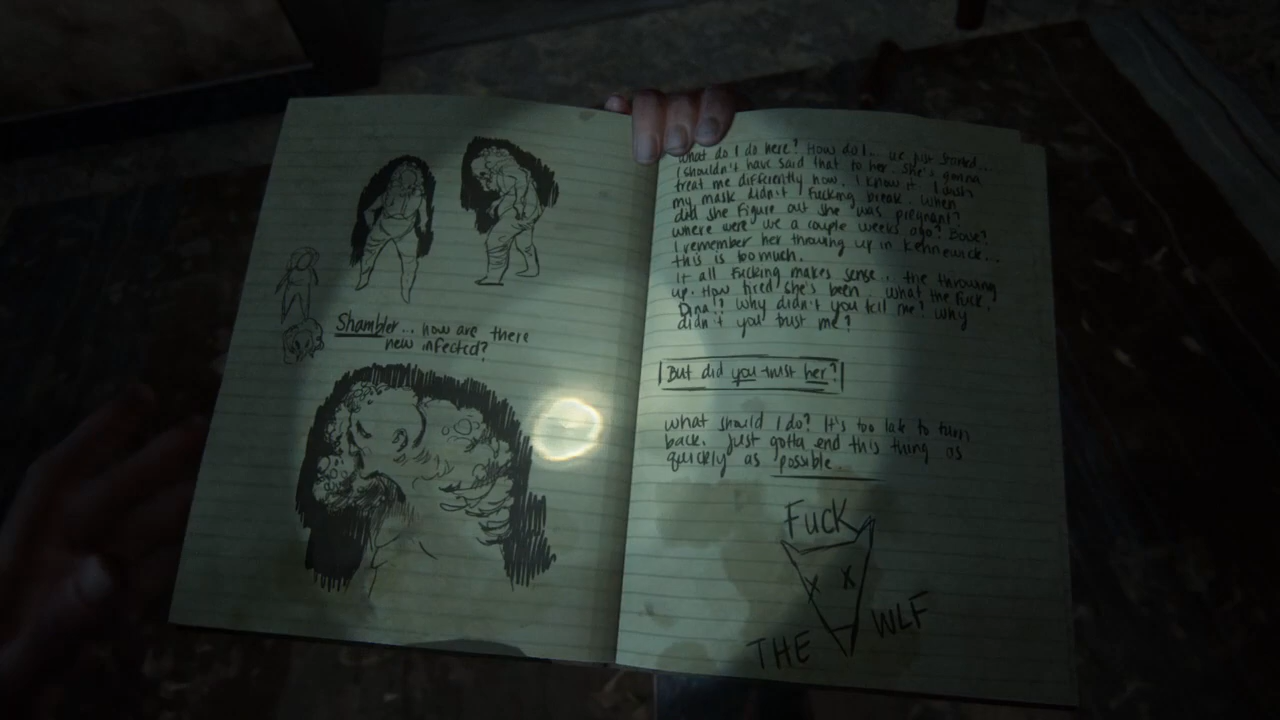 Shambler... how are there
new infected?
What do I do here? How do I... we just started...
I shouldn't have said that to her. She's gonna
treat me differently now. I know it. I wish
my mask didn't fucking break. When
did she figure out she was pregnant?
where were we a couple weeks ago? Boise?
I remember her throwing up in Kennewick...
this is too much.
It all fucking makes sense... the throwing
up. How tired she's been. What the fuck,
Dina!? Why didn't you tell me? Why
didn't you trust me?
But did you trust her?
what should I do? It's too late to turn
back. Just gotta end this thing as
quickly as possible.
Fuck
THE WLF